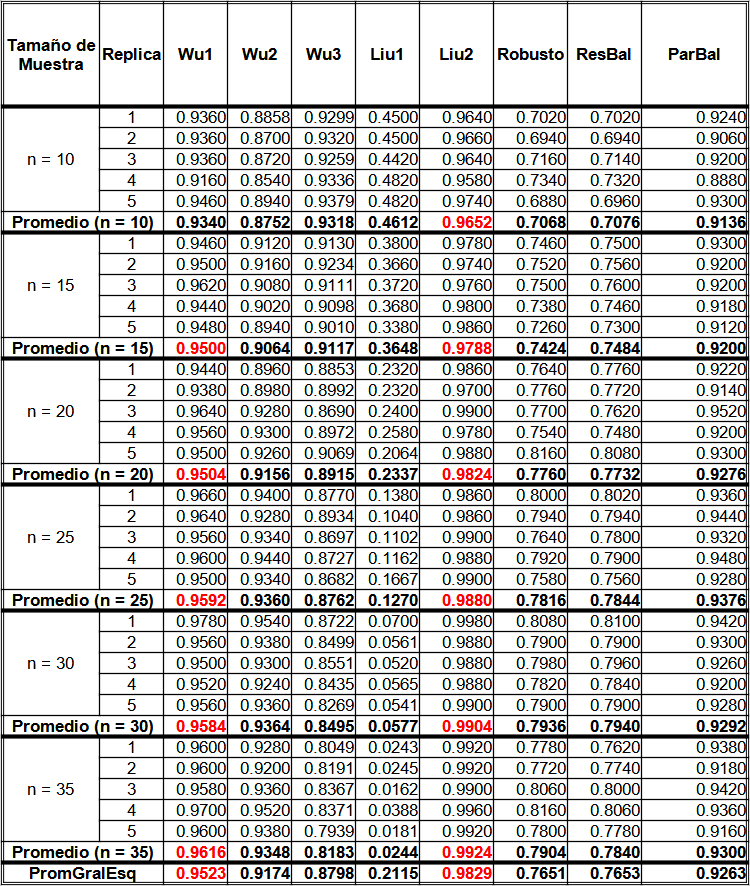 Tamaño de Muestra Replica Wu1 Wu2 Wu3 Liu1 Liu2 Robusto ResBal ParBal
n = 10
1 0.9360 0.8858 0.9299 0.4500 0.9640 0.7020 0.7020 0.9240
2 0.9360 0.8700 0.9320 0.4500 0.9660 0.6940 0.6940 0.9060
3 0.9360 0.8720 0.9259 0.4420 0.9640 0.7160 0.7140 0.9200
4 0.9160 0.8540 0.9336 0.4820 0.9580 0.7340 0.7320 0.8880
5 0.9460 0.8940 0.9379 0.4820 0.9740 0.6880 0.6960 0.9300
Promedio (n = 10) 0.9340 0.8752 0.9318 0.4612 0.9652 0.7068 0.7076 0.9136
n = 15
1 0.9460 0.9120 0.9130 0.3800 0.9780 0.7460 0.7500 0.9300
2 0.9500 0.9160 0.9234 0.3660 0.9740 0.7520 0.7560 0.9200
3 0.9620 0.9080 0.9111 0.3720 0.9760 0.7500 0.7600 0.9200
4 0.9440 0.9020 0.9098 0.3680 0.9800 0.7380 0.7460 0.9180
5 0.9480 0.8940 0.9010 0.3380 0.9860 0.7260 0.7300 0.9120
Promedio (n = 15) 0.9500 0.9064 0.9117 0.3648 0.9788 0.7424 0.7484 0.9200
n = 20
1 0.9440 0.8960 0.8853 0.2320 0.9860 0.7640 0.7760 0.9220
2 0.9380 0.8980 0.8992 0.2320 0.9700 0.7760 0.7720 0.9140
3 0.9640 0.9280 0.8690 0.2400 0.9900 0.7700 0.7620 0.9520
4 0.9560 0.9300 0.8972 0.2580 0.9780 0.7540 0.7480 0.9200
5 0.9500 0.9260 0.9069 0.2064 0.9880 0.8160 0.8080 0.9300
Promedio (n = 20) 0.9504 0.9156 0.8915 0.2337 0.9824 0.7760 0.7732 0.9276
n = 25
1 0.9660 0.9400 0.8770 0.1380 0.9860 0.8000 0.8020 0.9360
2 0.9640 0.9280 0.8934 0.1040 0.9860 0.7940 0.7940 0.9440
3 0.9560 0.9340 0.8697 0.1102 0.9900 0.7640 0.7800 0.9320
4 0.9600 0.9440 0.8727 0.1162 0.9880 0.7920 0.7900 0.9480
5 0.9500 0.9340 0.8682 0.1667 0.9900 0.7580 0.7560 0.9280
Promedio (n = 25) 0.9592 0.9360 0.8762 0.1270 0.9880 0.7816 0.7844 0.9376
n = 30
1 0.9780 0.9540 0.8722 0.0700 0.9980 0.8080 0.8100 0.9420
2 0.9560 0.9380 0.8499 0.0561 0.9880 0.7900 0.7900 0.9300
3 0.9500 0.9300 0.8551 0.0520 0.9880 0.7980 0.7960 0.9260
4 0.9520 0.9240 0.8435 0.0565 0.9880 0.7820 0.7840 0.9200
5 0.9560 0.9360 0.8269 0.0541 0.9900 0.7900 0.7900 0.9280
Promedio (n = 30) 0.9584 0.9364 0.8495 0.0577 0.9904 0.7936 0.7940 0.9292
n = 35
1 0.9600 0.9280 0.8049 0.0243 0.9920 0.7780 0.7620 0.9380
2 0.9600 0.9200 0.8191 0.0245 0.9920 0.7720 0.7740 0.9180
3 0.9580 0.9360 0.8367 0.0162 0.9900 0.8060 0.8000 0.9420
4 0.9700 0.9520 0.8371 0.0388 0.9960 0.8160 0.8060 0.9360
5 0.9600 0.9380 0.7939 0.0181 0.9920 0.7800 0.7780 0.9160
Promedio (n = 35) 0.9616 0.9348 0.8183 0.0244 0.9924 0.7904 0.7840 0.9300
PromGralEsq 0.9523 0.9174 0.8798 0.2115 0.9829 0.7651 0.7653 0.9263